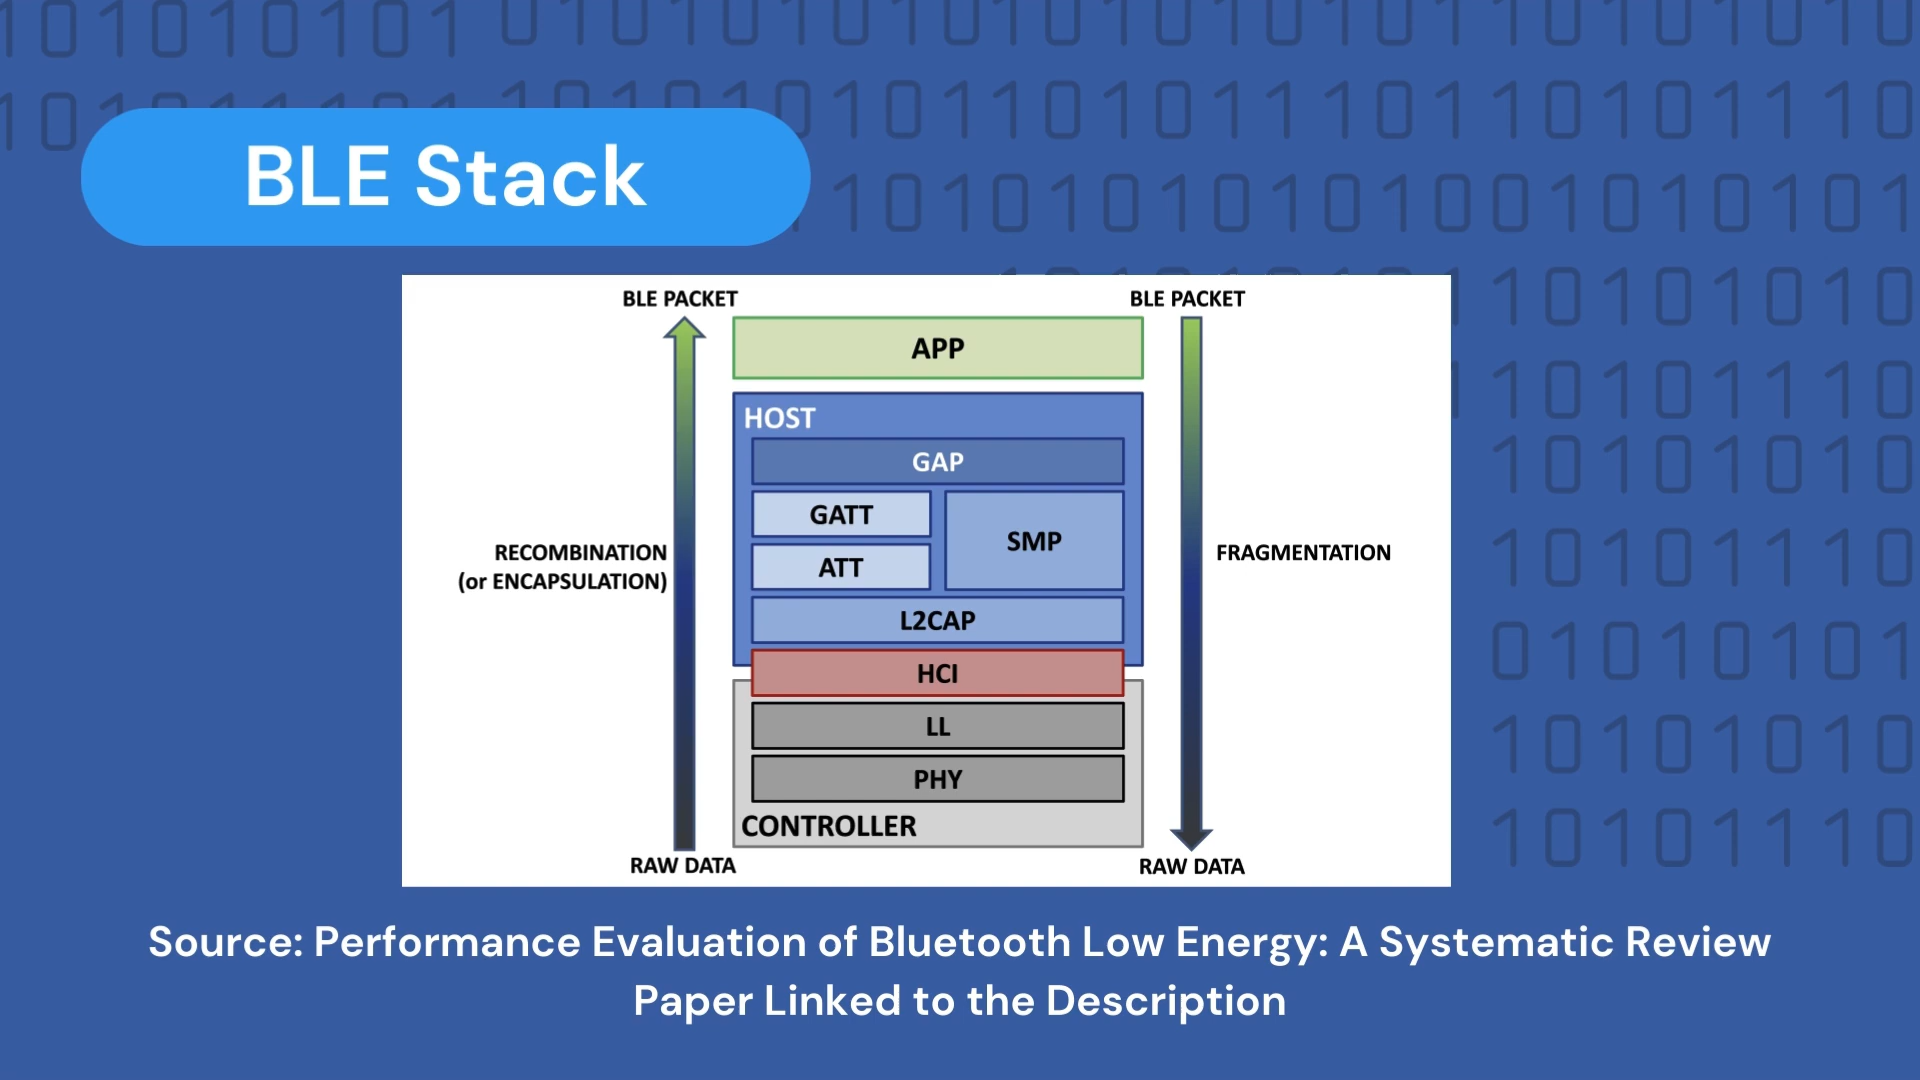 BLE Stack
BLE PACKET
BLE PACKET
APP
HOST
GAP
GATT
SMP
ATT
RECOMBINATION
(or ENCAPSULATION)
FRAGMENTATION
L2CAP
HCI
LL
PHY
CONTROLLER
RAW DATA
RAW DATA
Source: Performance Evaluation of Bluetooth Low Energy: A Systematic Review
Paper Linked to the Description